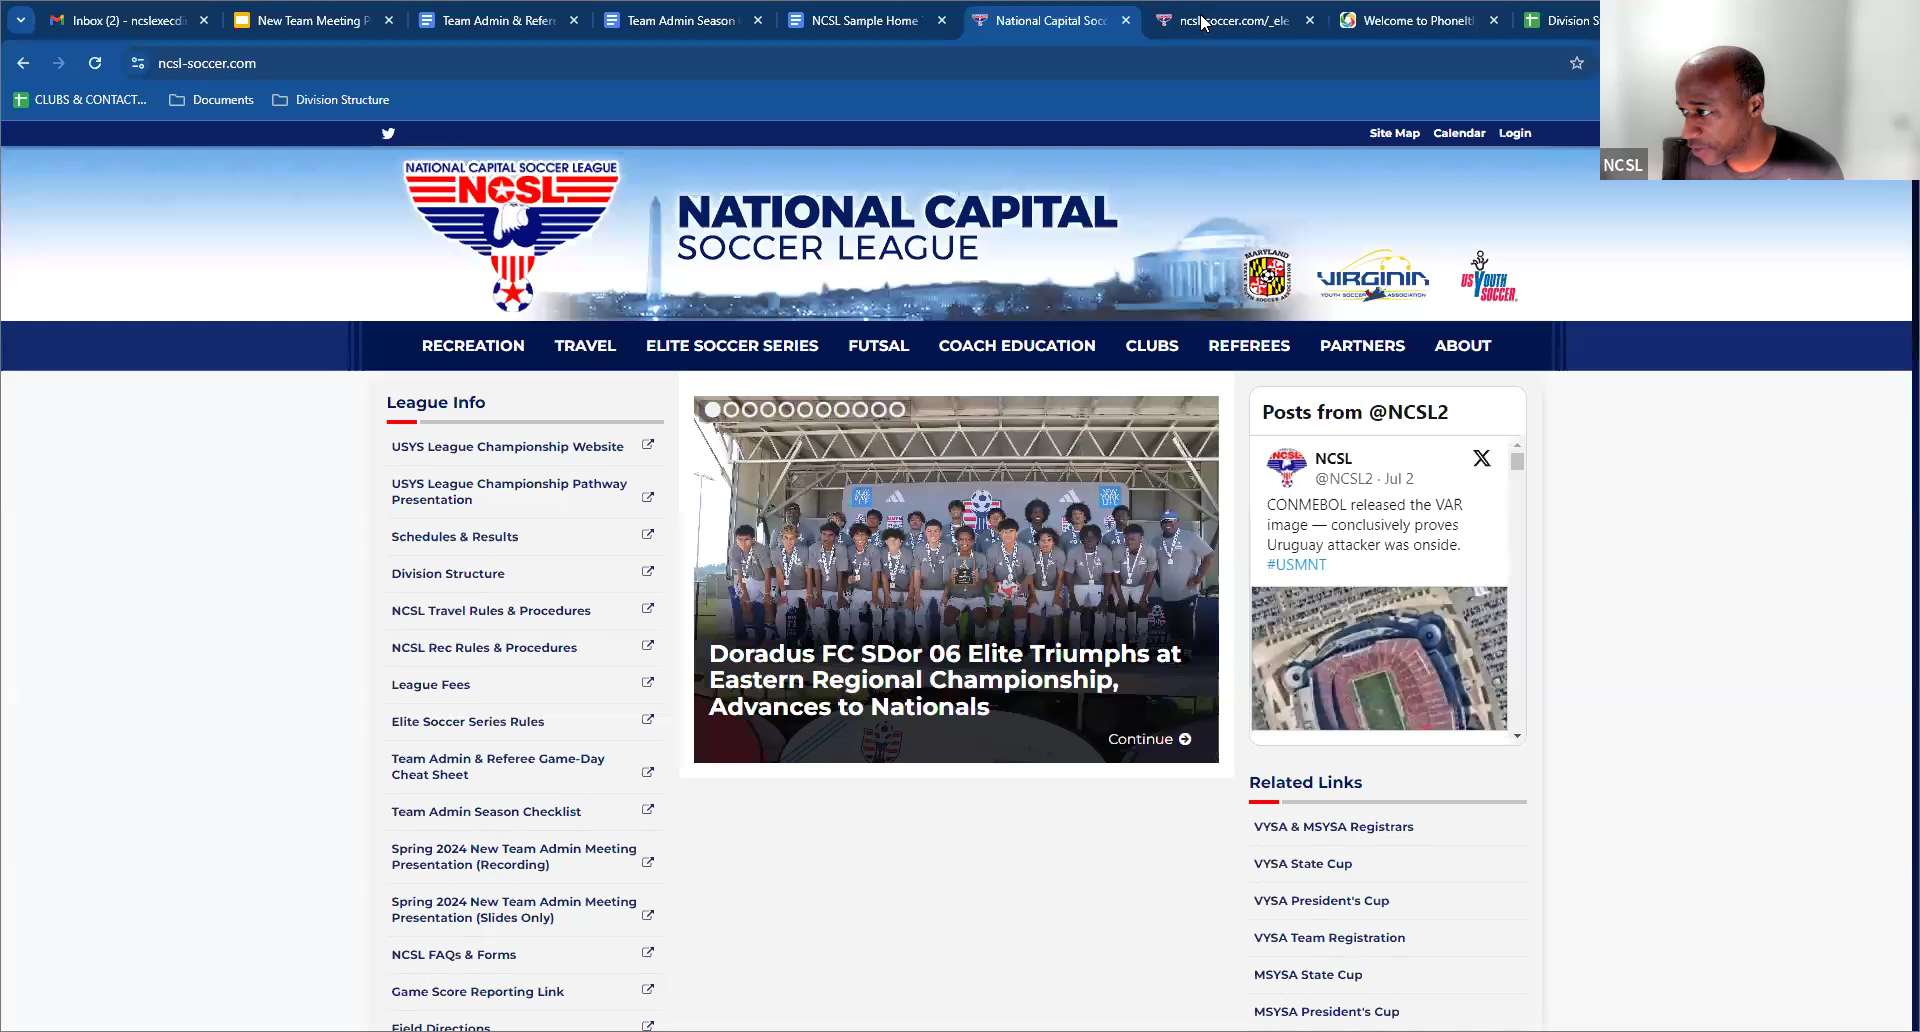 Inbox (2) - ncslexecdi
New Team Meeting P
Team Admin & Refere
Team Admin Season
NCSL Sample Home
National Capital Socc
ncsl-soccer.com/_ele
Welcome to PhoneIt
Division S
ncsl-soccer.com
CLUBS & CONTACT...
Documents
Division Structure
Site Map
Calendar
Login
NCSL
NATIONAL CAPITAL SOCCER LEAGUE
NCSL
NATIONAL CAPITAL
SOCCER LEAGUE
MARYLAND
VIRGINIA
YOUTH SOCCER ASSOCIATION
US YOUTH
SOCCER
RECREATION
TRAVEL
ELITE SOCCER SERIES
FUTSAL
COACH EDUCATION
CLUBS
REFEREES
PARTNERS
ABOUT
League Info
USYS League Championship Website
USYS League Championship Pathway
Presentation
Schedules & Results
Division Structure
NCSL Travel Rules & Procedures
NCSL Rec Rules & Procedures
League Fees
Elite Soccer Series Rules
Team Admin & Referee Game-Day
Cheat Sheet
Team Admin Season Checklist
Spring 2024 New Team Admin Meeting
Presentation (Recording)
Spring 2024 New Team Admin Meeting
Presentation (Slides Only)
NCSL FAQs & Forms
Game Score Reporting Link
Field Directions
Doradus FC SDor 06 Elite Triumphs at
Eastern Regional Championship,
Advances to Nationals
Continue
Posts from @NCSL2
NCSL
@NCSL2 · Jul 2
CONMEBOL released the VAR
image — conclusively proves
Uruguay attacker was onside.
#USMNT
Related Links
VYSA & MSYSA Registrars
VYSA State Cup
VYSA President's Cup
VYSA Team Registration
MSYSA State Cup
MSYSA President's Cup